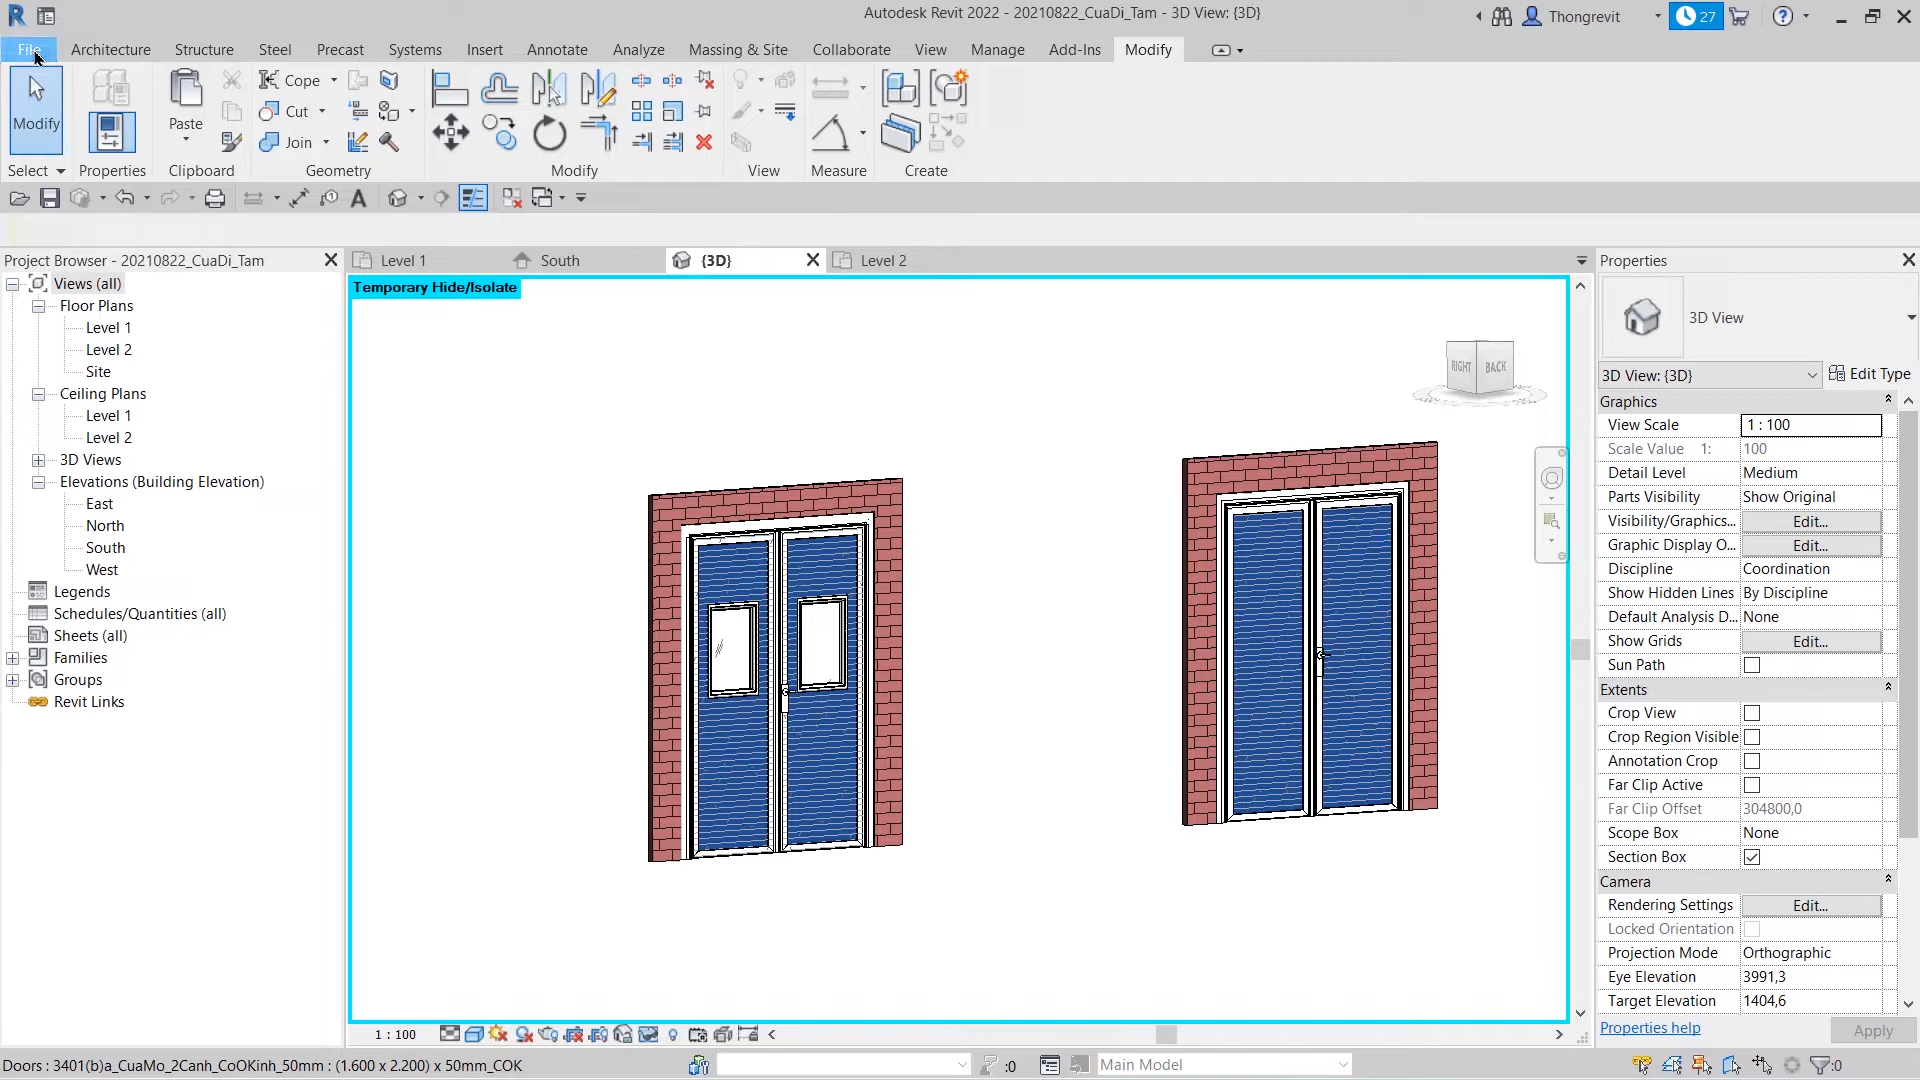 Autodesk Revit 2022 - 20210822_CuaDi_Tam - 3D View: {3D}
Thongrevit
27
File
Architecture
Structure
Steel
Precast
Systems
Insert
Annotate
Analyze
Massing & Site
Collaborate
View
Manage
Add-Ins
Modify
Modify
Paste
Cope
Cut
Join
Select
Properties
Clipboard
Geometry
Modify
View
Measure
Create
Project Browser - 20210822_CuaDi_Tam
Views (all)
Floor Plans
Level 1
Level 2
Site
Ceiling Plans
Level 1
Level 2
3D Views
Elevations (Building Elevation)
East
North
South
West
Legends
Schedules/Quantities (all)
Sheets (all)
Families
Groups
Revit Links
Level 1
South
{3D}
Level 2
Temporary Hide/Isolate
RIGHT
BACK
Properties
3D View
3D View: {3D}
Edit Type
Graphics
View Scale 1 : 100
Scale Value 1: 100
Detail Level Medium
Parts Visibility Show Original
Visibility/Graphics... Edit...
Graphic Display O... Edit...
Discipline Coordination
Show Hidden Lines By Discipline
Default Analysis D... None
Show Grids Edit...
Sun Path
Extents
Crop View
Crop Region Visible
Annotation Crop
Far Clip Active
Far Clip Offset 304800,0
Scope Box None
Section Box
Camera
Rendering Settings Edit...
Locked Orientation
Projection Mode Orthographic
Eye Elevation 3991,3
Target Elevation 1404,6
Properties help
Apply
1 : 100
Doors : 3401(b)a_CuaMo_2Canh_CoOKinh_50mm : (1.600 x 2.200) x 50mm_COK
:0
Main Model
:0